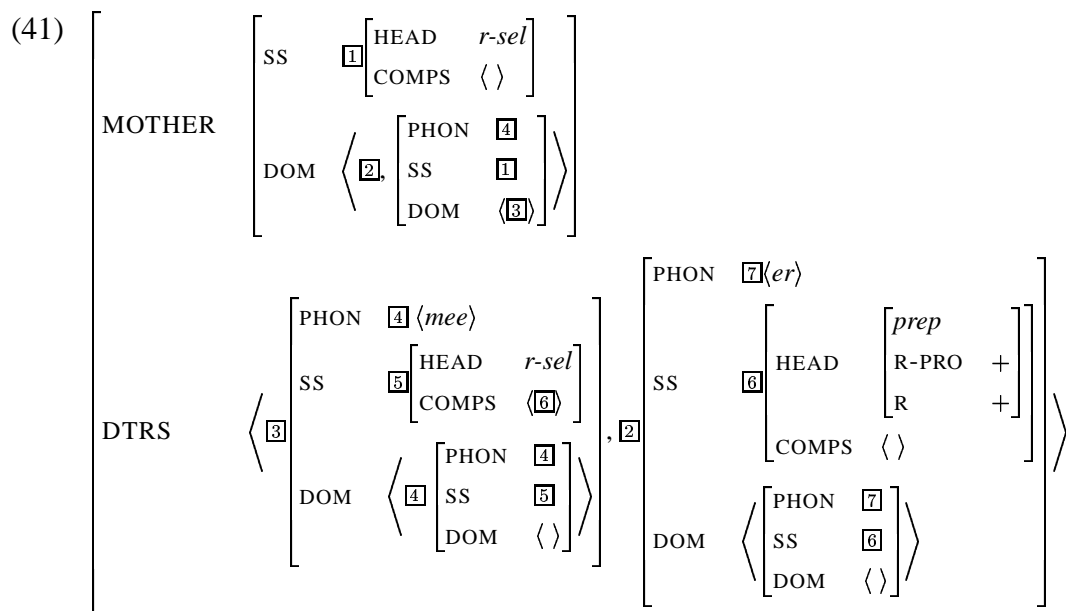 (41)
MOTHER
SS 1 HEAD r-sel
COMPS ⟨ ⟩
DOM ⟨ 2, PHON 4
SS 1
DOM ⟨3⟩ ⟩
DTRS
⟨ 3 PHON 4 ⟨mee⟩
SS 5 HEAD r-sel
COMPS ⟨6⟩
DOM ⟨ 4 PHON 4
SS 5
DOM ⟨ ⟩ ⟩
, 2 PHON 7⟨er⟩
SS 6 HEAD prep
R-PRO +
R +
COMPS ⟨ ⟩
DOM ⟨ PHON 7
SS 6
DOM ⟨ ⟩ ⟩ ⟩